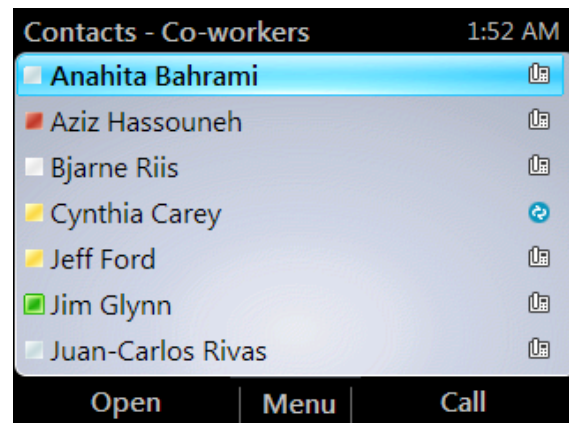 Contacts - Co-workers 1:52 AM
Anahita Bahrami
Aziz Hassouneh
Bjarne Riis
Cynthia Carey
Jeff Ford
Jim Glynn
Juan-Carlos Rivas
Open Menu Call